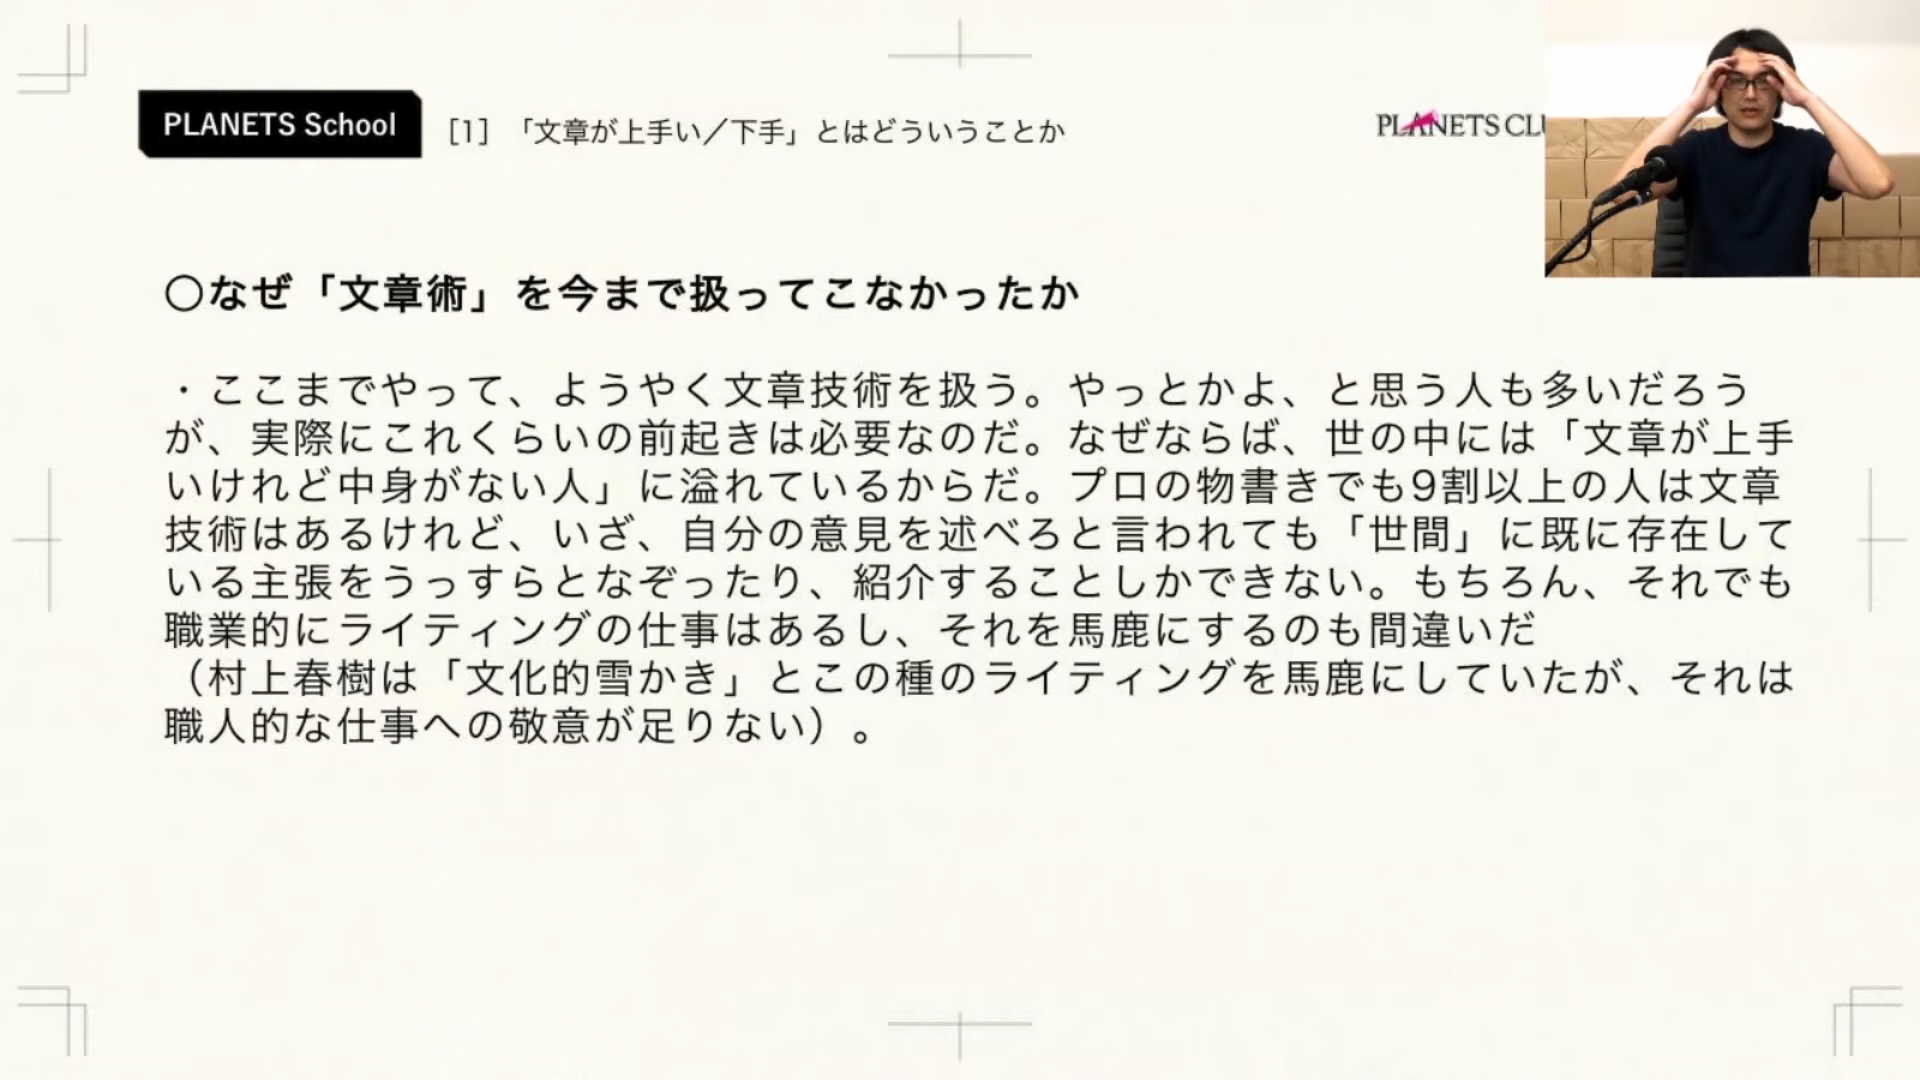 PLANETS School
[1] 「文章が上手い／下手」とはどういうことか
PLANETS CLU
〇なぜ「文章術」を今まで扱ってこなかったか
・ここまでやって、ようやく文章技術を扱う。やっとかよ、と思う人も多いだろう
が、実際にこれくらいの前起きは必要なのだ。なぜならば、世の中には「文章が上手
いけれど中身がない人」に溢れているからだ。プロの物書きでも9割以上の人は文章
技術はあるけれど、いざ、自分の意見を述べろと言われても「世間」に既に存在して
いる主張をうっすらとなぞったり、紹介することしかできない。もちろん、それでも
職業的にライティングの仕事はあるし、それを馬鹿にするのも間違いだ
（村上春樹は「文化的雪かき」とこの種のライティングを馬鹿にしていたが、それは
職人的な仕事への敬意が足りない）。